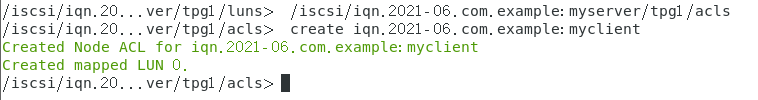 /iscsi/iqn.20...ver/tpg1/luns>  /iscsi/iqn.2021-06.com.example:myserver/tpg1/acls
/iscsi/iqn.20...ver/tpg1/acls>  create iqn.2021-06.com.example:myclient
Created Node ACL for iqn.2021-06.com.example:myclient
Created mapped LUN 0.
/iscsi/iqn.20...ver/tpg1/acls>